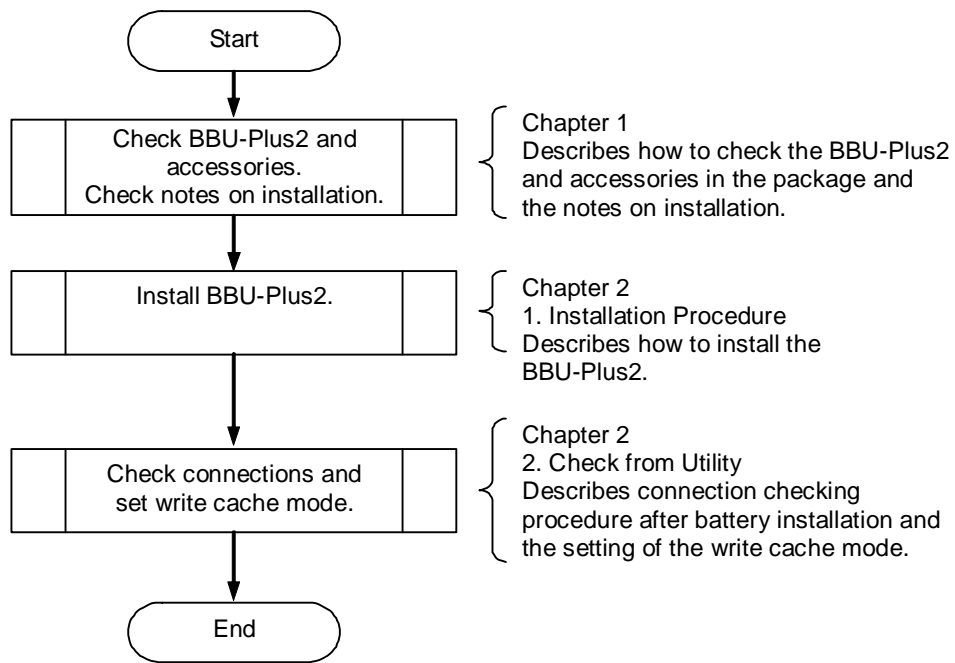 Start
Check BBU-Plus2 and
accessories.
Check notes on installation.
Chapter 1
Describes how to check the BBU-Plus2
and accessories in the package and
the notes on installation.
Install BBU-Plus2.
Chapter 2
1. Installation Procedure
Describes how to install the
BBU-Plus2.
Check connections and
set write cache mode.
Chapter 2
2. Check from Utility
Describes connection checking
procedure after battery installation and
the setting of the write cache mode.
End